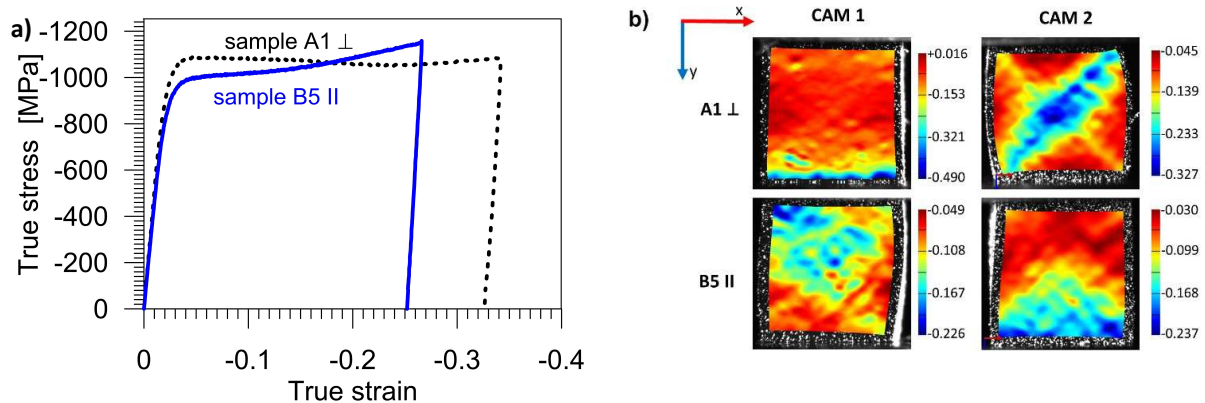 a)
-1200
-1000
-800
-600
-400
-200
0
True stress [MPa]
sample A1 ⊥
sample B5 II
0
-0.1
-0.2
-0.3
-0.4
True strain
b)
x
y
CAM 1
CAM 2
A1 ⊥
+0.016
-0.153
-0.321
-0.490
-0.045
-0.139
-0.233
-0.327
B5 II
-0.049
-0.108
-0.167
-0.226
-0.030
-0.099
-0.168
-0.237